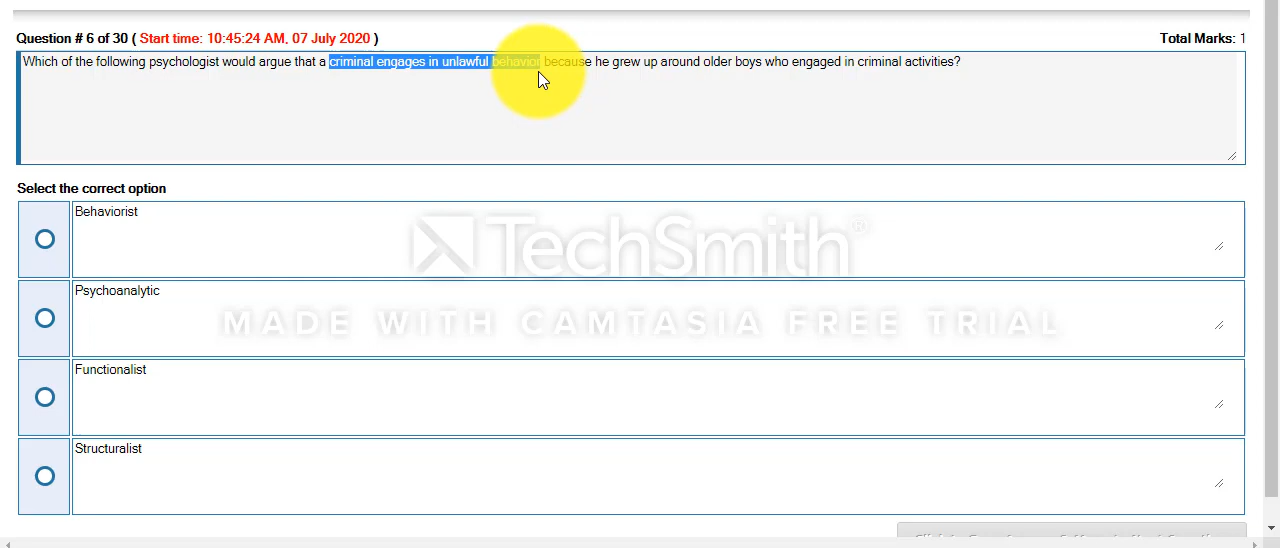 Question # 6 of 30 ( Start time: 10:45:24 AM, 07 July 2020 ) Total Marks: 1
Which of the following psychologist would argue that a criminal engages in unlawful behavior because he grew up around older boys who engaged in criminal activities?
Select the correct option
Behaviorist
TechSmith®
Psychoanalytic
MADE WITH CAMTASIA FREE TRIAL
Functionalist
Structuralist